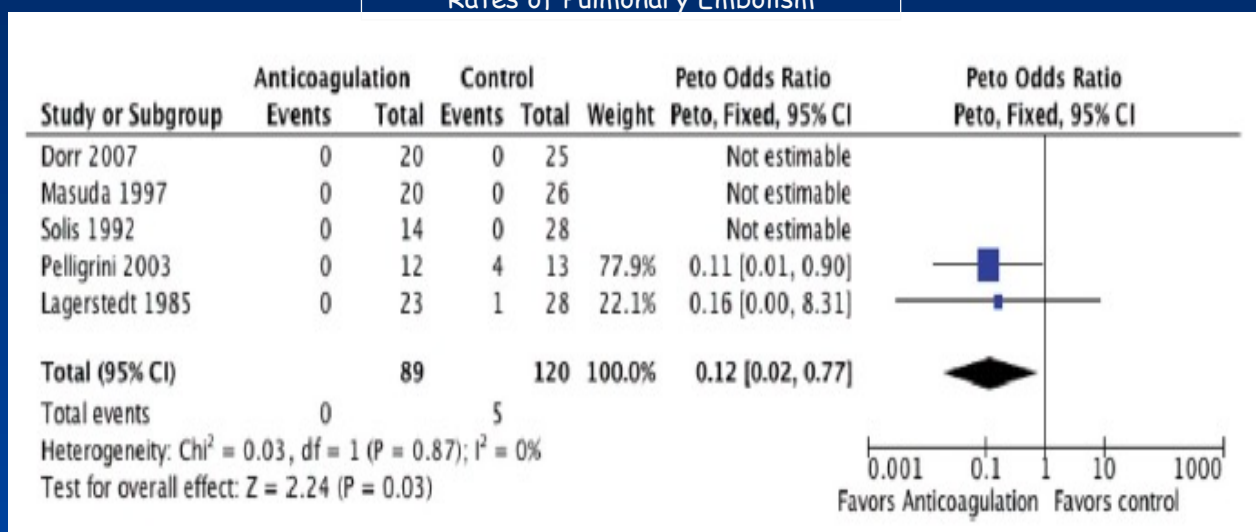 Rates of Pulmonary Embolism
Anticoagulation Control Peto Odds Ratio Peto Odds Ratio
Study or Subgroup Events Total Events Total Weight Peto, Fixed, 95% CI Peto, Fixed, 95% CI
Dorr 2007 0 20 0 25 Not estimable
Masuda 1997 0 20 0 26 Not estimable
Solis 1992 0 14 0 28 Not estimable
Pelligrini 2003 0 12 4 13 77.9% 0.11 [0.01, 0.90]
Lagerstedt 1985 0 23 1 28 22.1% 0.16 [0.00, 8.31]
Total (95% CI) 89 120 100.0% 0.12 [0.02, 0.77]
Total events 0 5
Heterogeneity: Chi² = 0.03, df = 1 (P = 0.87); I² = 0%
Test for overall effect: Z = 2.24 (P = 0.03)
0.001 0.1 1 10 1000
Favors Anticoagulation Favors control